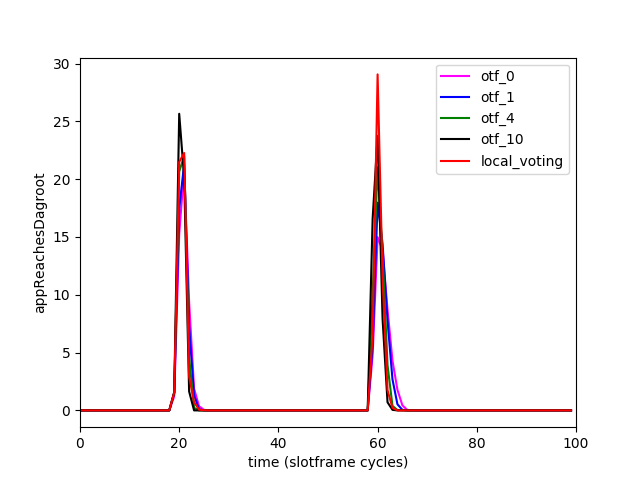 30
25
20
15
10
5
0
appReachesDagroot
otf_0
otf_1
otf_4
otf_10
local_voting
0 20 40 60 80 100
time (slotframe cycles)